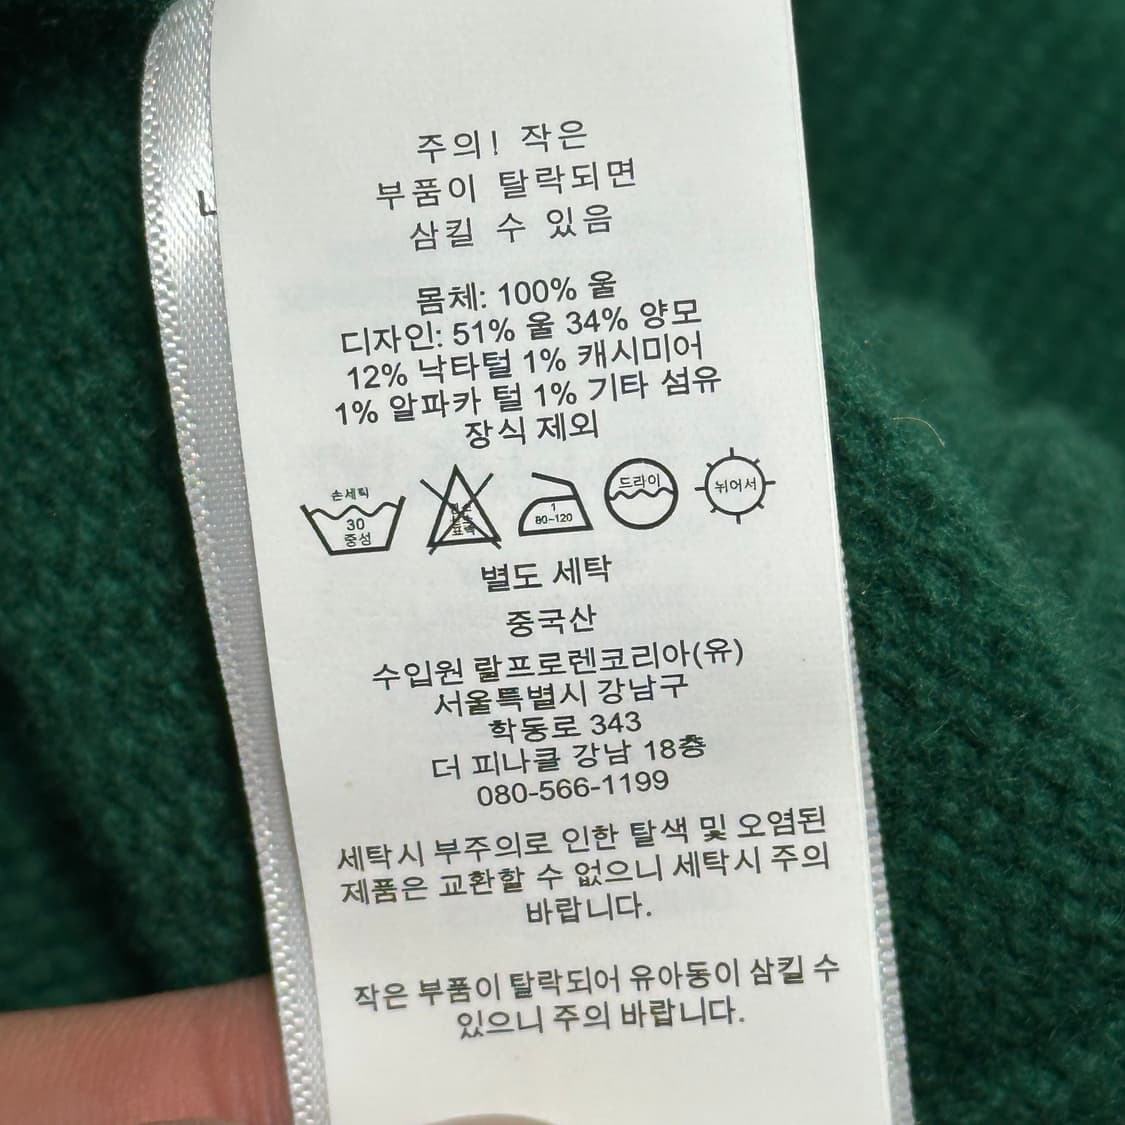 주의! 작은
부품이 탈락되면
삼킬 수 있음
몸체: 100% 울
디자인: 51% 울 34% 양모
12% 낙타털 1% 캐시미어
1% 알파카 털 1% 기타 섬유
장식 제외
손세탁
30
중성
1
80~120
드라이
뉘어서
별도 세탁
중국산
수입원 랄프로렌코리아(유)
서울특별시 강남구
학동로 343
더 피나클 강남 18층
080-566-1199
세탁시 부주의로 인한 탈색 및 오염된
제품은 교환할 수 없으니 세탁시 주의
바랍니다.
작은 부품이 탈락되어 유아동이 삼킬 수
있으니 주의 바랍니다.